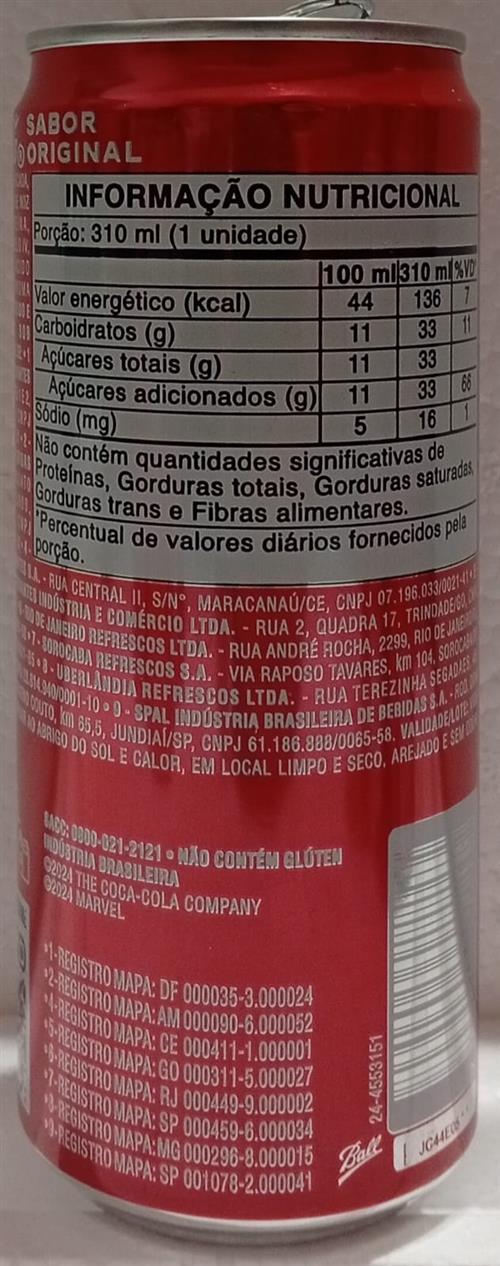 SABOR
ORIGINAL
INFORMAÇÃO NUTRICIONAL
Porção: 310 ml (1 unidade)
100 ml 310 ml %VD*
Valor energético (kcal) 44 136 7
Carboidratos (g) 11 33 11
Açúcares totais (g) 11 33
Açúcares adicionados (g) 11 33 66
Sódio (mg) 5 16 1
Não contém quantidades significativas de
Proteínas, Gorduras totais, Gorduras saturadas,
Gorduras trans e Fibras alimentares.
*Percentual de valores diários fornecidos pela
porção.
S.A. - RUA CENTRAL II, S/Nº, MARACANAÚ/CE, CNPJ 07.196.033/0021-41
INDÚSTRIA E COMÉRCIO LTDA. - RUA 2, QUADRA 17, TRINDADE/GO,
RIO DE JANEIRO REFRESCOS LTDA. - RUA ANDRÉ ROCHA, 2299, RIO DE JANEIRO
7 - SOROCABA REFRESCOS S.A. - VIA RAPOSO TAVARES, km 104, SOROCABA
8 - UBERLÂNDIA REFRESCOS LTDA. - RUA TEREZINHA SEGADAES,
940/0001-10 • 9 - SPAL INDÚSTRIA BRASILEIRA DE BEBIDAS S.A. - ROD.
COUTO, km 65,5, JUNDIAÍ/SP, CNPJ 61.186.888/0065-58. VALIDADE/LOTE:
ABRIGO DO SOL E CALOR, EM LOCAL LIMPO E SECO, AREJADO E SEM
SACC: 0800-021-2121 • NÃO CONTÉM GLÚTEN
INDÚSTRIA BRASILEIRA
©2024 THE COCA-COLA COMPANY
©2024 MARVEL
•1-REGISTRO MAPA: DF 000035-3.000024
•2-REGISTRO MAPA: AM 000090-6.000052
•4-REGISTRO MAPA: CE 000411-1.000001
•5-REGISTRO MAPA: GO 000311-5.000027
•6-REGISTRO MAPA: RJ 000449-9.000002
•7-REGISTRO MAPA: SP 000459-6.000034
•8-REGISTRO MAPA: MG 000296-8.000015
•9-REGISTRO MAPA: SP 001078-2.000041
Ball
24-4553151